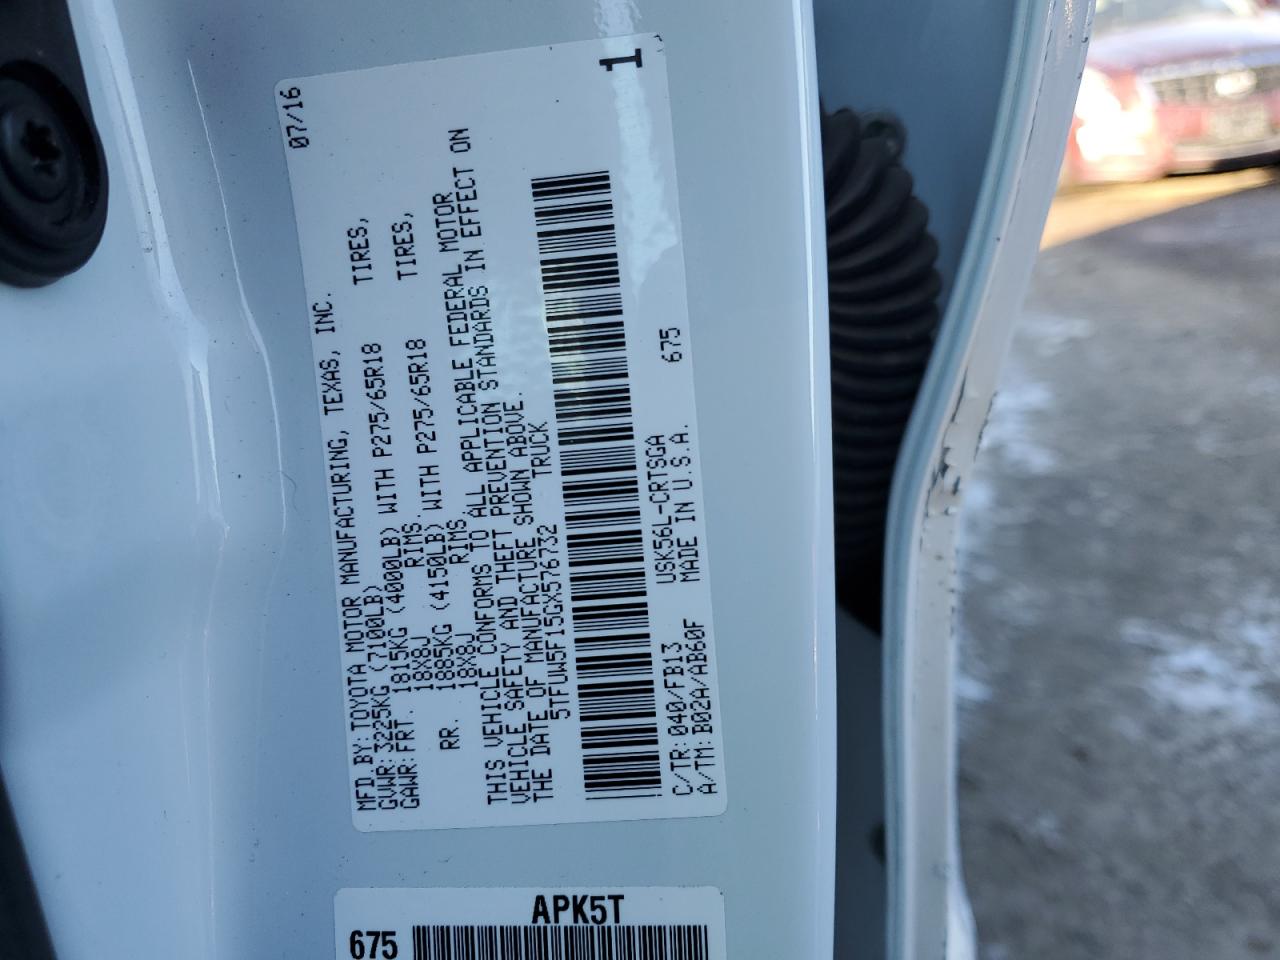 07/16
1
MFD.BY:TOYOTA MOTOR MANUFACTURING, TEXAS, INC.
GVWR:3225KG (7100LB)
GAWR:FRT. 1815KG (4000LB) WITH P275/65R18 TIRES,
18X8J RIMS,
RR. 1885KG (4150LB) WITH P275/65R18 TIRES,
18X8J RIMS
THIS VEHICLE CONFORMS TO ALL APPLICABLE FEDERAL MOTOR
VEHICLE SAFETY AND THEFT PREVENTION STANDARDS IN EFFECT ON
THE DATE OF MANUFACTURE SHOWN ABOVE.
5TFUW5F15GX576732 TRUCK
C/TR:040/FB13 USK56L-CRTSGA 675
A/TM:B02A/AB60F MADE IN U.S.A.
APK5T
675